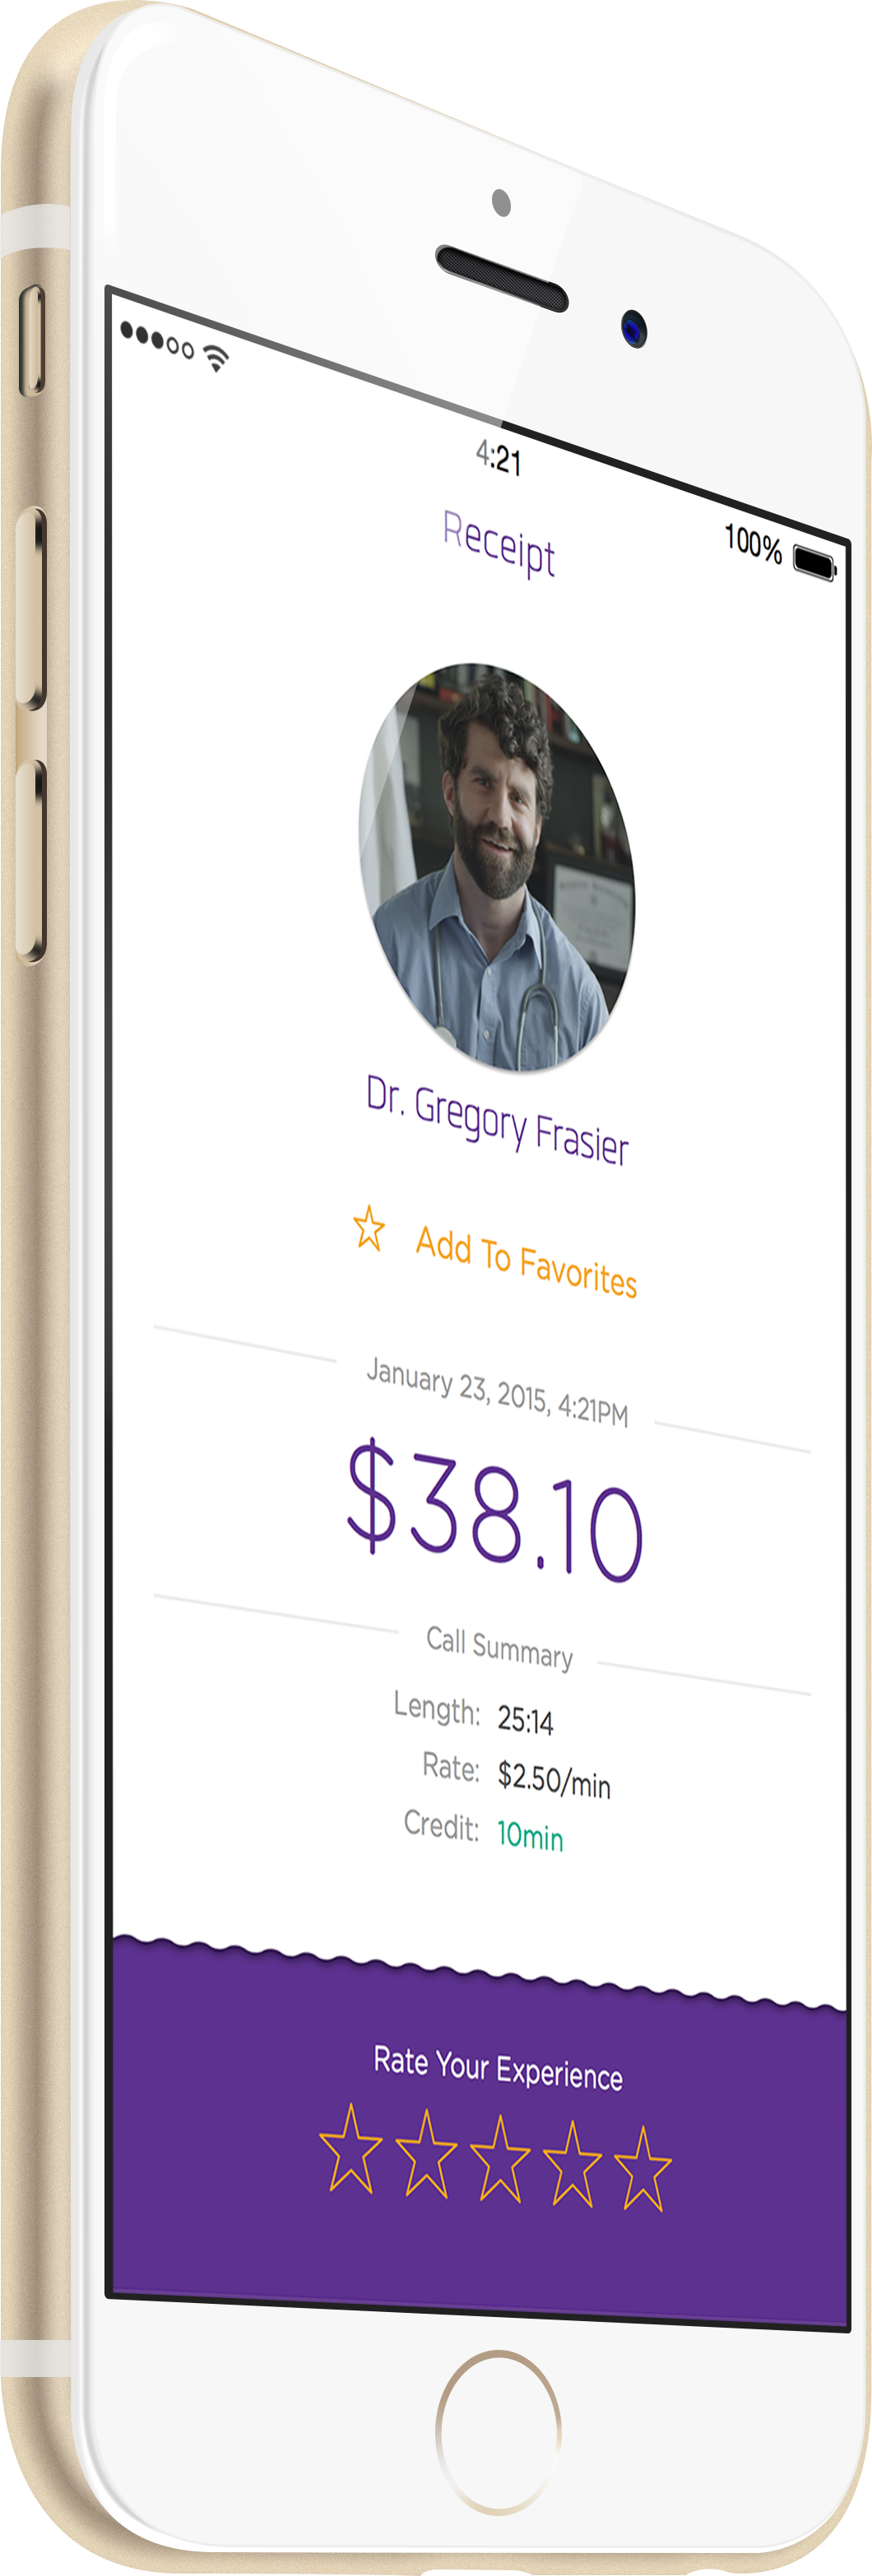 4:21
100%
Receipt
Dr. Gregory Frasier
Add To Favorites
January 23, 2015, 4:21PM
$38.10
Call Summary
Length: 25:14
Rate: $2.50/min
Credit: 10min
Rate Your Experience